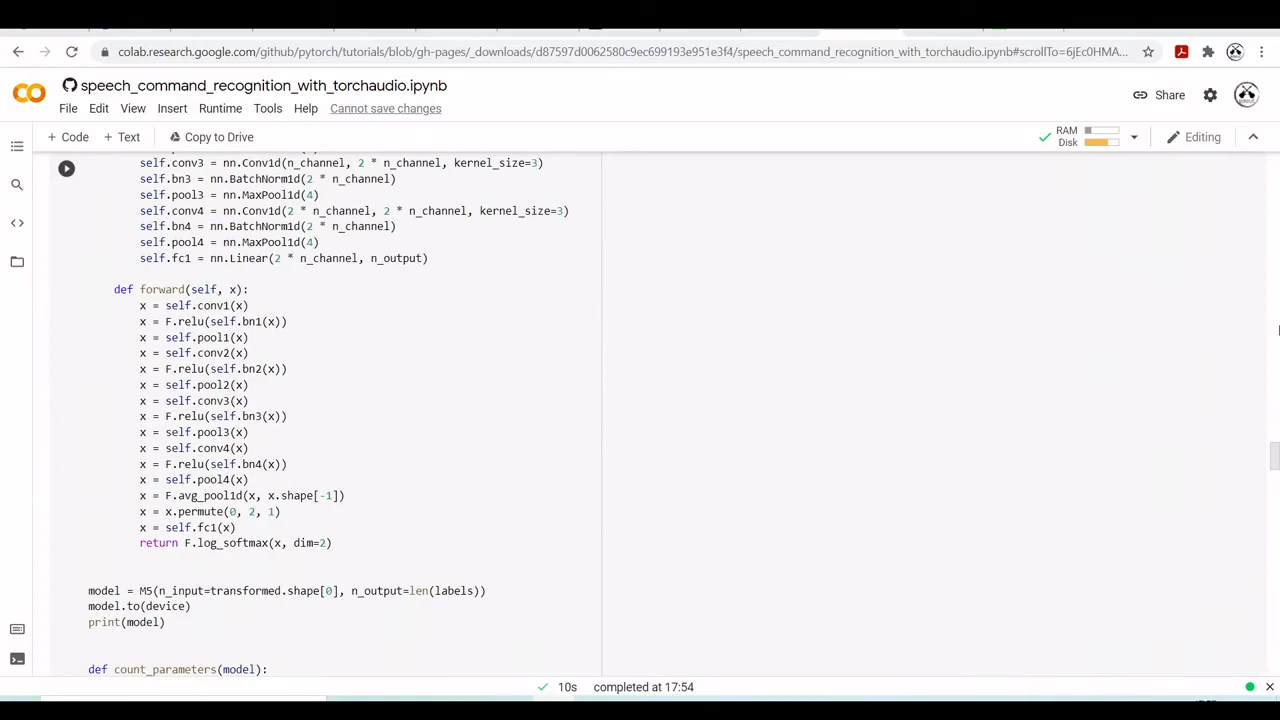 colab.research.google.com/github/pytorch/tutorials/blob/gh-pages/_downloads/d87597d0062580c9ec699193e951e3f4/speech_command_recognition_with_torchaudio.ipynb#scrollTo=6jEc0HMA...
speech_command_recognition_with_torchaudio.ipynb
File Edit View Insert Runtime Tools Help Cannot save changes
Share
+ Code + Text Copy to Drive
RAM
Disk
Editing
self.conv3 = nn.Conv1d(n_channel, 2 * n_channel, kernel_size=3)
self.bn3 = nn.BatchNorm1d(2 * n_channel)
self.pool3 = nn.MaxPool1d(4)
self.conv4 = nn.Conv1d(2 * n_channel, 2 * n_channel, kernel_size=3)
self.bn4 = nn.BatchNorm1d(2 * n_channel)
self.pool4 = nn.MaxPool1d(4)
self.fc1 = nn.Linear(2 * n_channel, n_output)
def forward(self, x):
x = self.conv1(x)
x = F.relu(self.bn1(x))
x = self.pool1(x)
x = self.conv2(x)
x = F.relu(self.bn2(x))
x = self.pool2(x)
x = self.conv3(x)
x = F.relu(self.bn3(x))
x = self.pool3(x)
x = self.conv4(x)
x = F.relu(self.bn4(x))
x = self.pool4(x)
x = F.avg_pool1d(x, x.shape[-1])
x = x.permute(0, 2, 1)
x = self.fc1(x)
return F.log_softmax(x, dim=2)
model = M5(n_input=transformed.shape[0], n_output=len(labels))
model.to(device)
print(model)
def count_parameters(model):
10s completed at 17:54